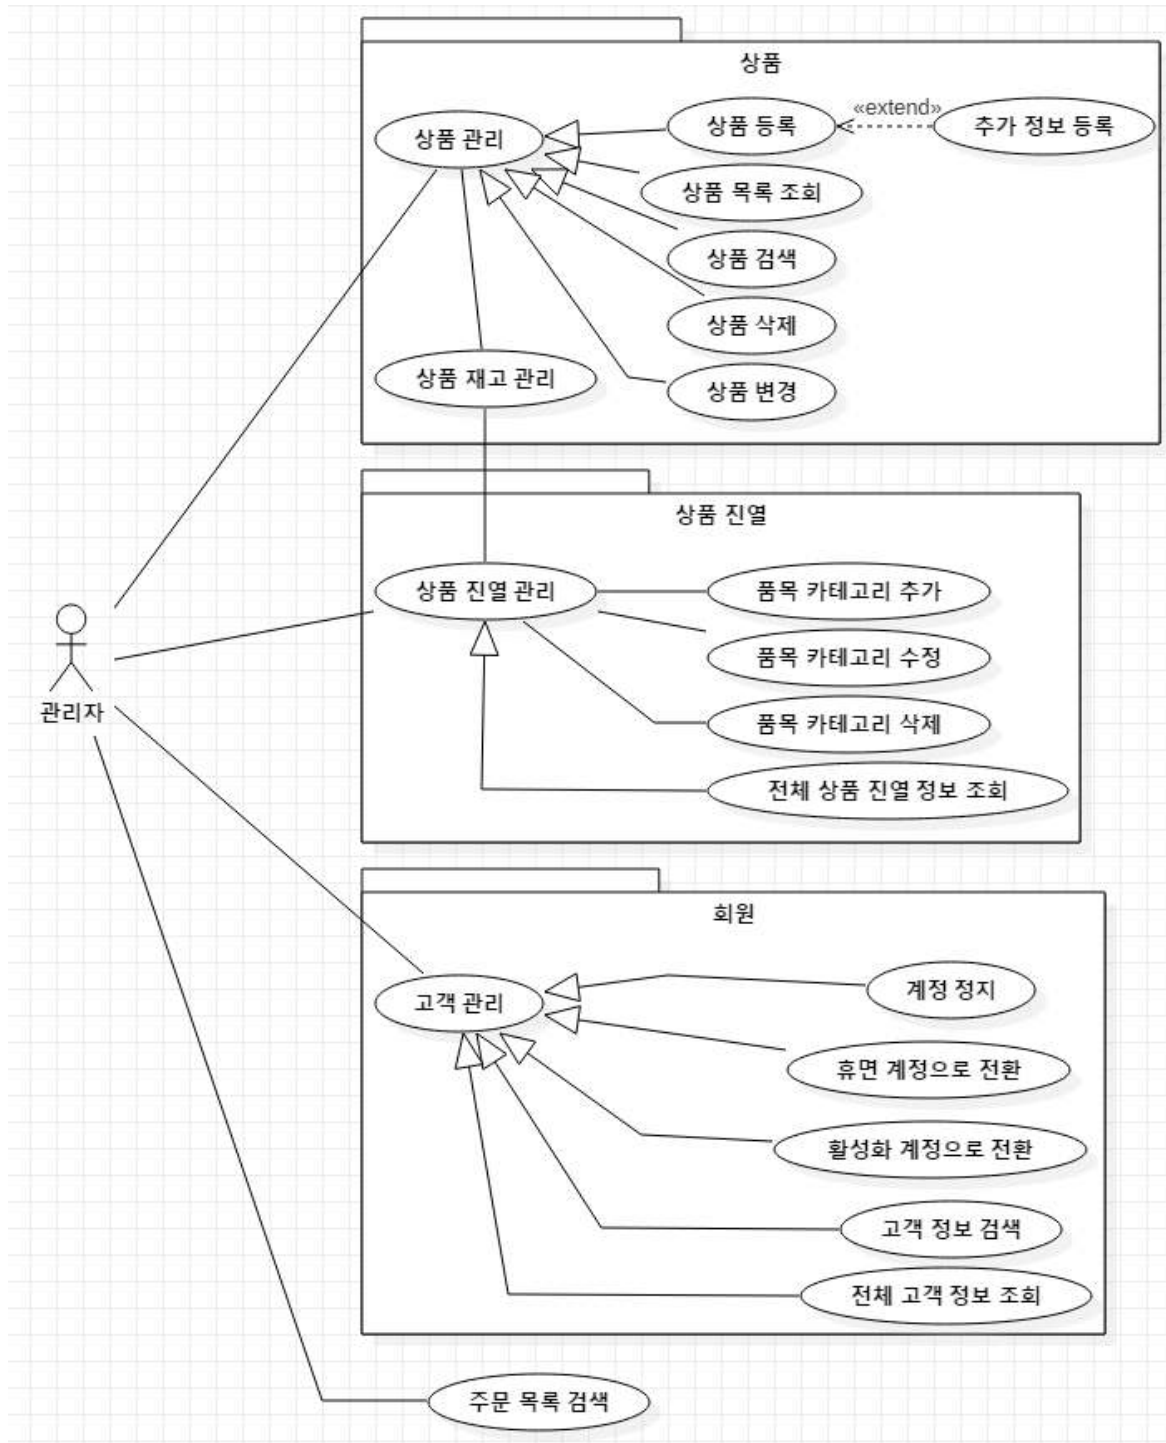 상품
상품 관리
상품 등록
«extend»
추가 정보 등록
상품 목록 조회
상품 검색
상품 삭제
상품 재고 관리
상품 변경
상품 진열
상품 진열 관리
품목 카테고리 추가
품목 카테고리 수정
품목 카테고리 삭제
전체 상품 진열 정보 조회
관리자
회원
고객 관리
계정 정지
휴면 계정으로 전환
활성화 계정으로 전환
고객 정보 검색
전체 고객 정보 조회
주문 목록 검색